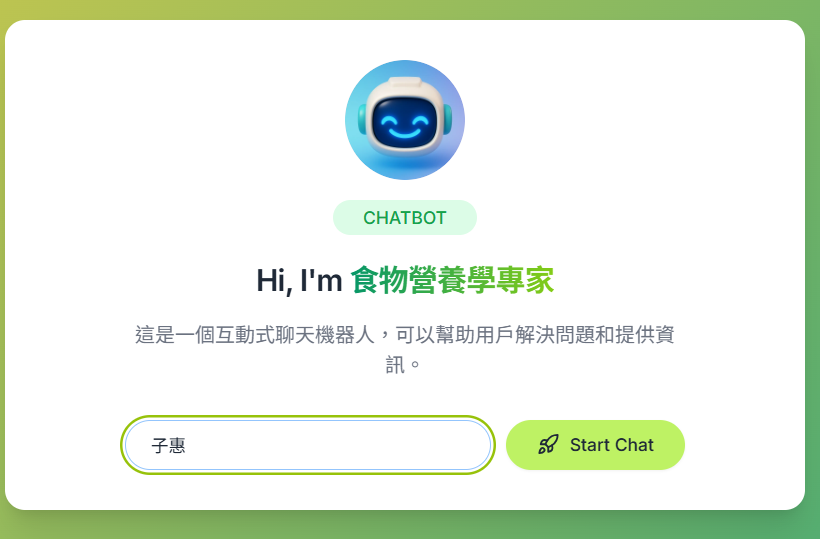 CHATBOT
Hi, I'm 食物營養學專家
這是一個互動式聊天機器人，可以幫助用戶解決問題和提供資
訊。
子惠
Start Chat